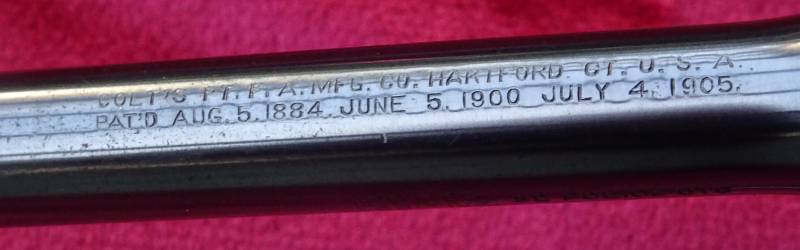 COLT'S PT. F. A. MFG. CO. HARTFORD. CT. U. S. A.
PAT'D AUG. 5. 1884. JUNE 5. 1900 JULY 4. 1905.